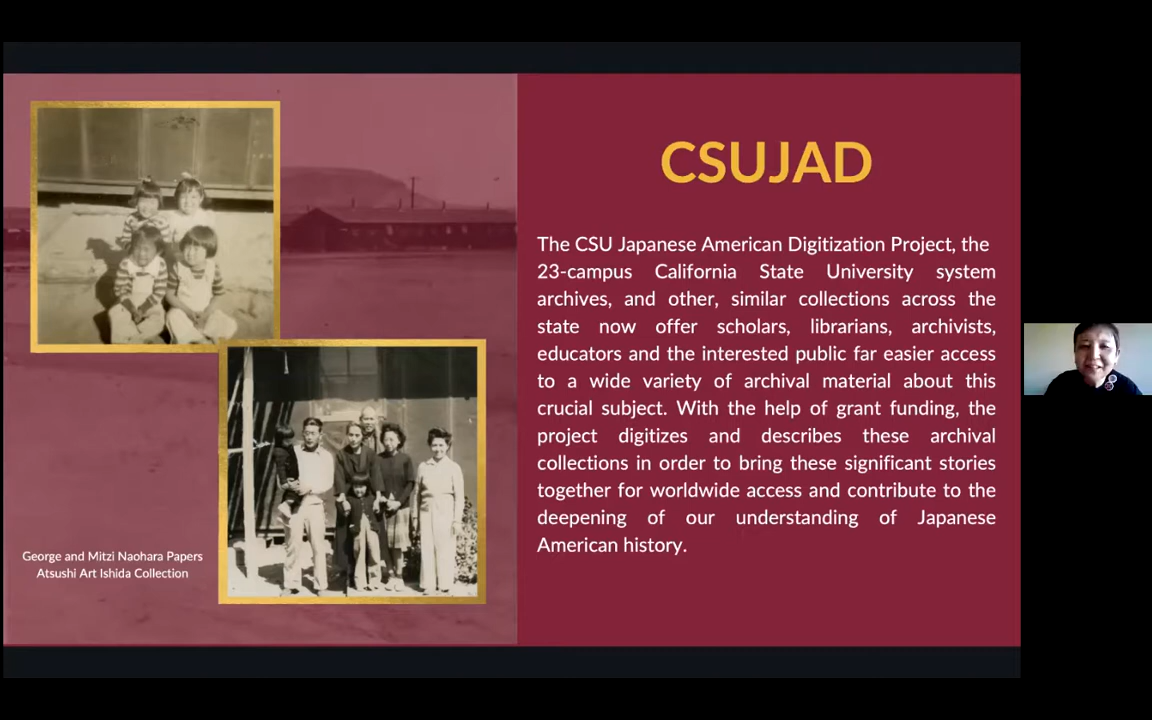 CSUJAD
The CSU Japanese American Digitization Project, the
23-campus California State University system
archives, and other, similar collections across the
state now offer scholars, librarians, archivists,
educators and the interested public far easier access
to a wide variety of archival material about this
crucial subject. With the help of grant funding, the
project digitizes and describes these archival
collections in order to bring these significant stories
together for worldwide access and contribute to the
deepening of our understanding of Japanese
American history.
George and Mitzi Naohara Papers
Atsushi Art Ishida Collection